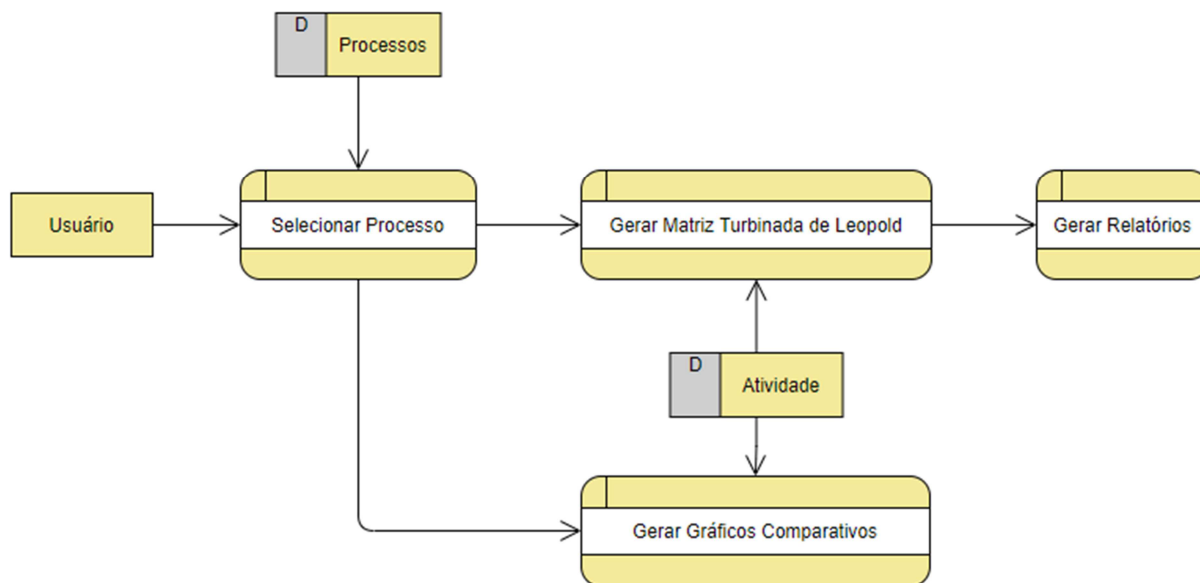 D
Processos
Usuário
Selecionar Processo
Gerar Matriz Turbinada de Leopold
Gerar Relatórios
D
Atividade
Gerar Gráficos Comparativos